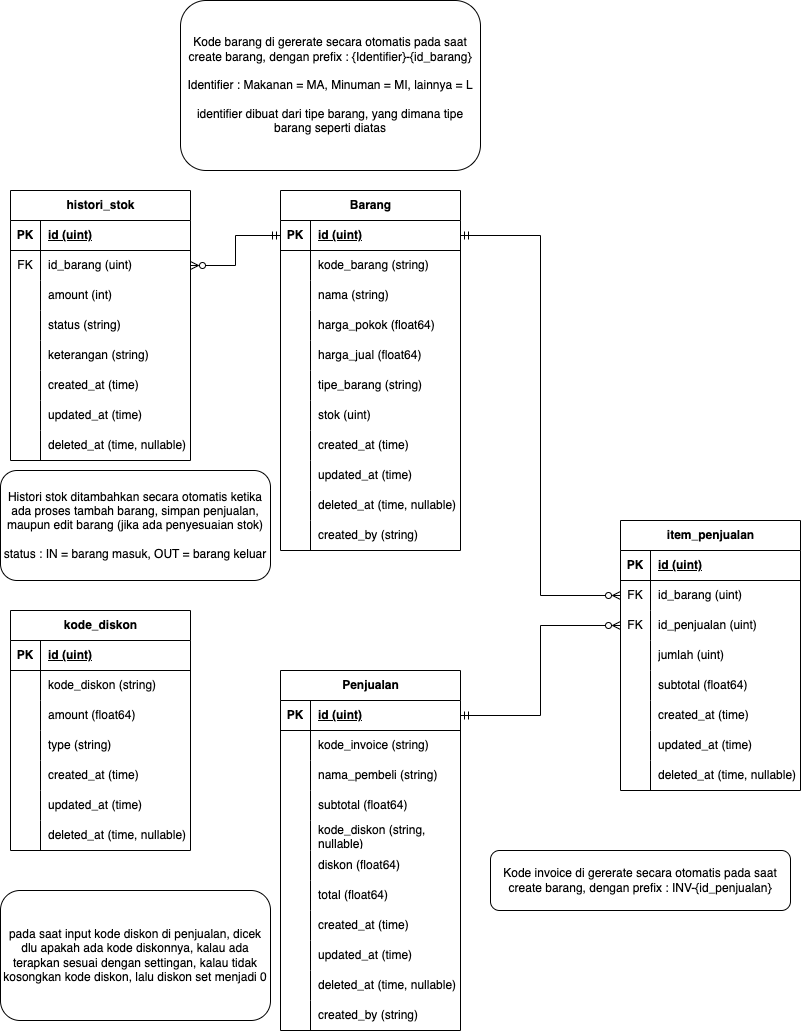 Kode barang di gererate secara otomatis pada saat
create barang, dengan prefix : {Identifier}-{id_barang}
Identifier : Makanan = MA, Minuman = MI, lainnya = L
identifier dibuat dari tipe barang, yang dimana tipe
barang seperti diatas
histori_stok
PK id (uint)
FK id_barang (uint)
amount (int)
status (string)
keterangan (string)
created_at (time)
updated_at (time)
deleted_at (time, nullable)
Barang
PK id (uint)
kode_barang (string)
nama (string)
harga_pokok (float64)
harga_jual (float64)
tipe_barang (string)
stok (uint)
created_at (time)
updated_at (time)
deleted_at (time, nullable)
created_by (string)
Histori stok ditambahkan secara otomatis ketika
ada proses tambah barang, simpan penjualan,
maupun edit barang (jika ada penyesuaian stok)
status : IN = barang masuk, OUT = barang keluar
item_penjualan
PK id (uint)
FK id_barang (uint)
FK id_penjualan (uint)
jumlah (uint)
subtotal (float64)
created_at (time)
updated_at (time)
deleted_at (time, nullable)
kode_diskon
PK id (uint)
kode_diskon (string)
amount (float64)
type (string)
created_at (time)
updated_at (time)
deleted_at (time, nullable)
Penjualan
PK id (uint)
kode_invoice (string)
nama_pembeli (string)
subtotal (float64)
kode_diskon (string,
nullable)
diskon (float64)
total (float64)
created_at (time)
updated_at (time)
deleted_at (time, nullable)
created_by (string)
Kode invoice di gererate secara otomatis pada saat
create barang, dengan prefix : INV-{id_penjualan}
pada saat input kode diskon di penjualan, dicek
dlu apakah ada kode diskonnya, kalau ada
terapkan sesuai dengan settingan, kalau tidak
kosongkan kode diskon, lalu diskon set menjadi 0